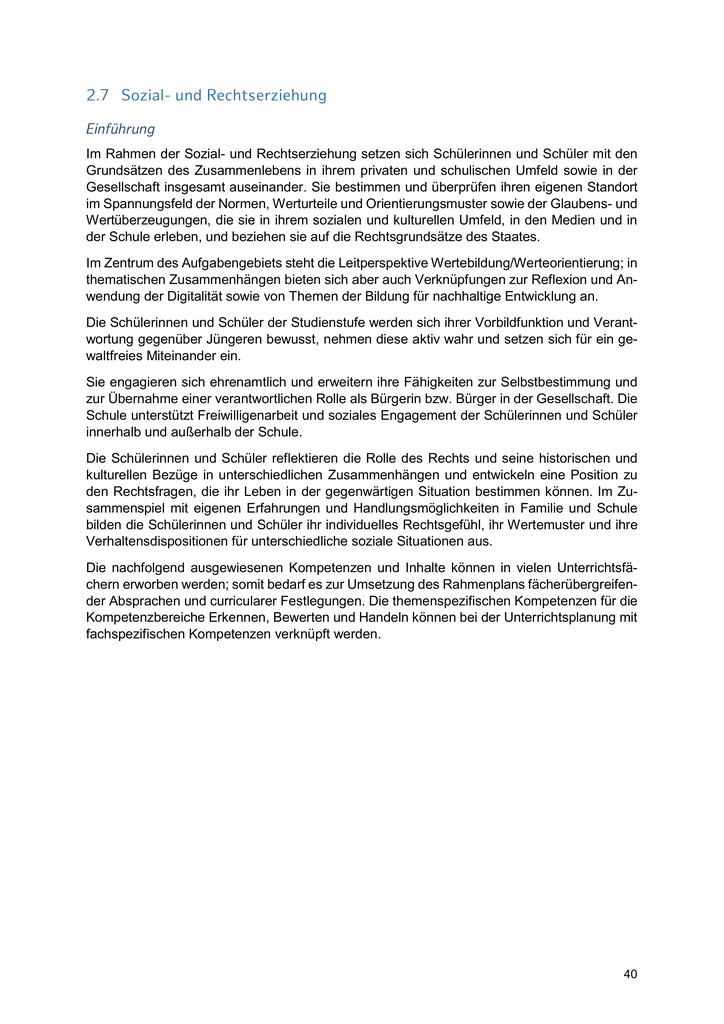 2.7 Sozial- und Rechtserziehung
Einführung
Im Rahmen der Sozial- und Rechtserziehung setzen sich Schülerinnen und Schüler mit den
Grundsätzen des Zusammenlebens in ihrem privaten und schulischen Umfeld sowie in der
Gesellschaft insgesamt auseinander. Sie bestimmen und überprüfen ihren eigenen Standort
im Spannungsfeld der Normen, Werturteile und Orientierungsmuster sowie der Glaubens- und
Wertüberzeugungen, die sie in ihrem sozialen und kulturellen Umfeld, in den Medien und in
der Schule erleben, und beziehen sie auf die Rechtsgrundsätze des Staates.
Im Zentrum des Aufgabengebiets steht die Leitperspektive Wertebildung/Werteorientierung; in
thematischen Zusammenhängen bieten sich aber auch Verknüpfungen zur Reflexion und An-
wendung der Digitalität sowie von Themen der Bildung für nachhaltige Entwicklung an.
Die Schülerinnen und Schüler der Studienstufe werden sich ihrer Vorbildfunktion und Verant-
wortung gegenüber Jüngeren bewusst, nehmen diese aktiv wahr und setzen sich für ein ge-
waltfreies Miteinander ein.
Sie engagieren sich ehrenamtlich und erweitern ihre Fähigkeiten zur Selbstbestimmung und
zur Übernahme einer verantwortlichen Rolle als Bürgerin bzw. Bürger in der Gesellschaft. Die
Schule unterstützt Freiwilligenarbeit und soziales Engagement der Schülerinnen und Schüler
innerhalb und außerhalb der Schule.
Die Schülerinnen und Schüler reflektieren die Rolle des Rechts und seine historischen und
kulturellen Bezüge in unterschiedlichen Zusammenhängen und entwickeln eine Position zu
den Rechtsfragen, die ihr Leben in der gegenwärtigen Situation bestimmen können. Im Zu-
sammenspiel mit eigenen Erfahrungen und Handlungsmöglichkeiten in Familie und Schule
bilden die Schülerinnen und Schüler ihr individuelles Rechtsgefühl, ihr Wertemuster und ihre
Verhaltensdispositionen für unterschiedliche soziale Situationen aus.
Die nachfolgend ausgewiesenen Kompetenzen und Inhalte können in vielen Unterrichtsfä-
chern erworben werden; somit bedarf es zur Umsetzung des Rahmenplans fächerübergreifen-
der Absprachen und curricularer Festlegungen. Die themenspezifischen Kompetenzen für die
Kompetenzbereiche Erkennen, Bewerten und Handeln können bei der Unterrichtsplanung mit
fachspezifischen Kompetenzen verknüpft werden.
40